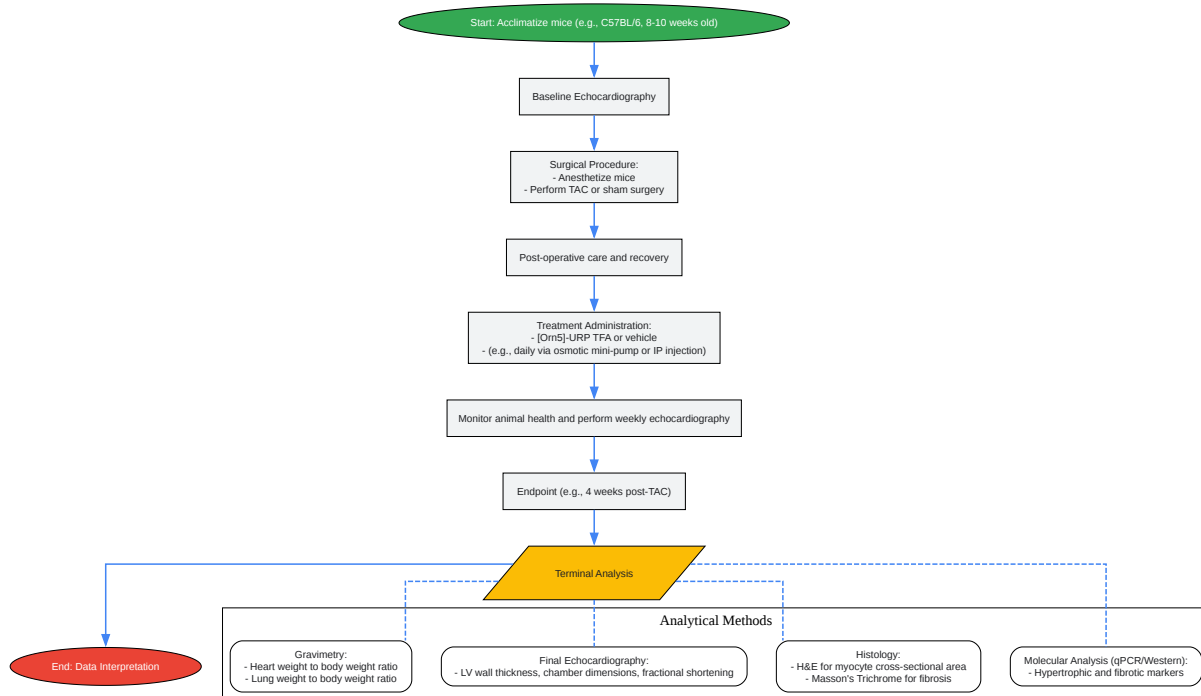 Start: Acclimatize mice (e.g., C57BL/6, 8-10 weeks old)
Baseline Echocardiography
Surgical Procedure:
- Anesthetize mice
- Perform TAC or sham surgery
Post-operative care and recovery
Treatment Administration:
- [Orn5]-URP TFA or vehicle
- (e.g., daily via osmotic mini-pump or IP injection)
Monitor animal health and perform weekly echocardiography
Endpoint (e.g., 4 weeks post-TAC)
Terminal Analysis
Analytical Methods
End: Data Interpretation
Gravimetry:
- Heart weight to body weight ratio
- Lung weight to body weight ratio
Final Echocardiography:
- LV wall thickness, chamber dimensions, fractional shortening
Histology:
- H&E for myocyte cross-sectional area
- Masson's Trichrome for fibrosis
Molecular Analysis (qPCR/Western):
- Hypertrophic and fibrotic markers